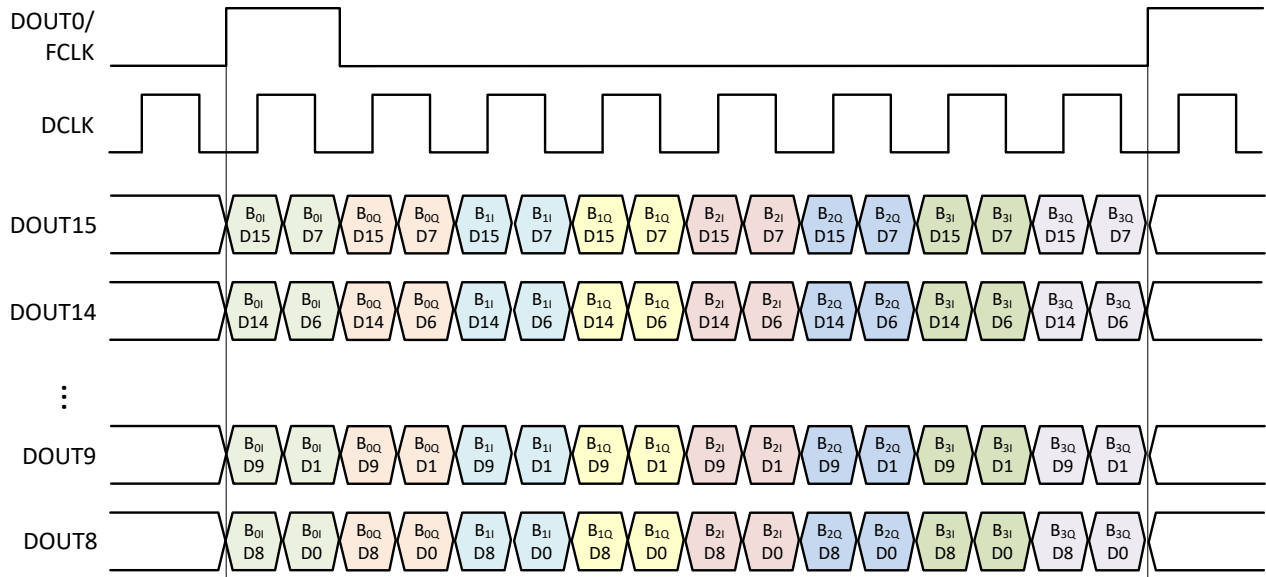 DOUT0/
FCLK
DCLK
DOUT15
B0I B0I B0Q B0Q B1I B1I B1Q B1Q B2I B2I B2Q B2Q B3I B3I B3Q B3Q
D15 D7 D15 D7 D15 D7 D15 D7 D15 D7 D15 D7 D15 D7 D15 D7
DOUT14
B0I B0I B0Q B0Q B1I B1I B1Q B1Q B2I B2I B2Q B2Q B3I B3I B3Q B3Q
D14 D6 D14 D6 D14 D6 D14 D6 D14 D6 D14 D6 D14 D6 D14 D6
⋮
DOUT9
B0I B0I B0Q B0Q B1I B1I B1Q B1Q B2I B2I B2Q B2Q B3I B3I B3Q B3Q
D9 D1 D9 D1 D9 D1 D9 D1 D9 D1 D9 D1 D9 D1 D9 D1
DOUT8
B0I B0I B0Q B0Q B1I B1I B1Q B1Q B2I B2I B2Q B2Q B3I B3I B3Q B3Q
D8 D0 D8 D0 D8 D0 D8 D0 D8 D0 D8 D0 D8 D0 D8 D0